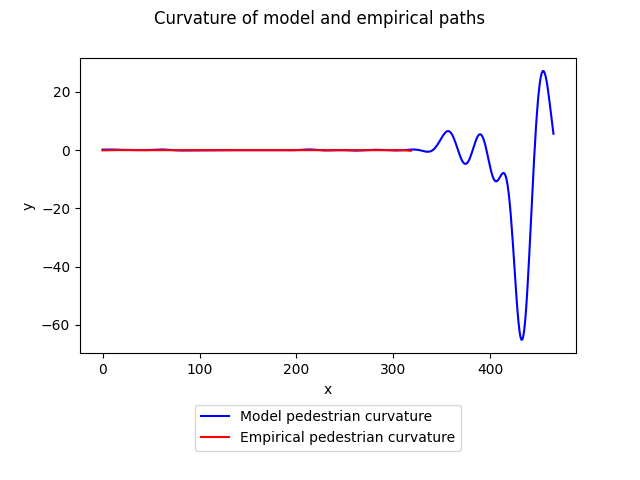 Curvature of model and empirical paths
20
0
−20
−40
−60
y
0 100 200 300 400
x
Model pedestrian curvature
Empirical pedestrian curvature